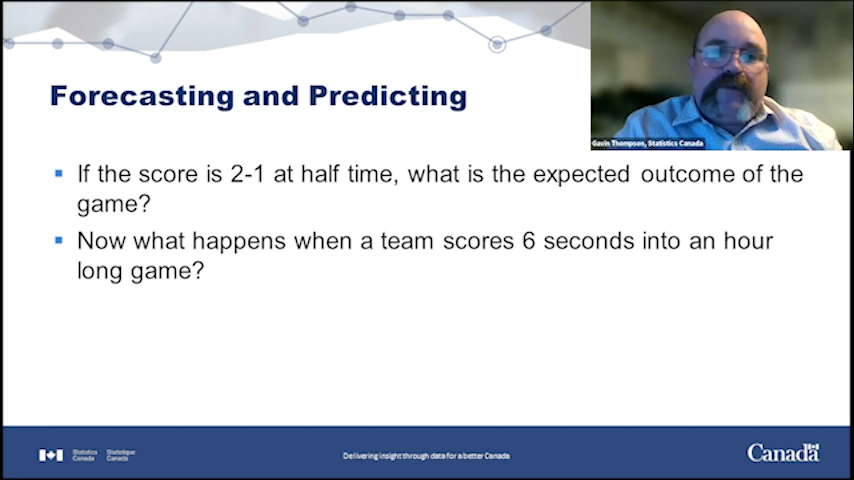 Gavin Thompson, Statistics Canada
Forecasting and Predicting
If the score is 2-1 at half time, what is the expected outcome of the
game?
Now what happens when a team scores 6 seconds into an hour
long game?
Statistics Canada
Statistique Canada
Delivering insight through data for a better Canada
Canada